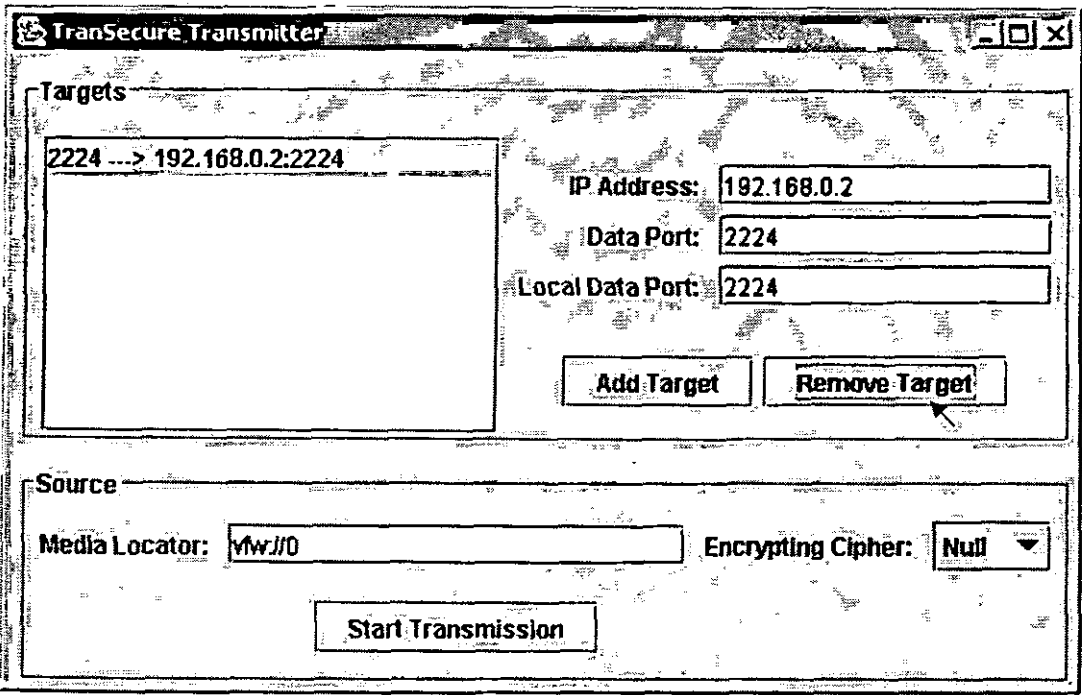 TranSecure Transmitter
Targets
2224 ---> 192.168.0.2:2224
IP Address: 192.168.0.2
Data Port: 2224
Local Data Port: 2224
Add Target Remove Target
Source
Media Locator: vfw://0 Encrypting Cipher: Null
Start Transmission